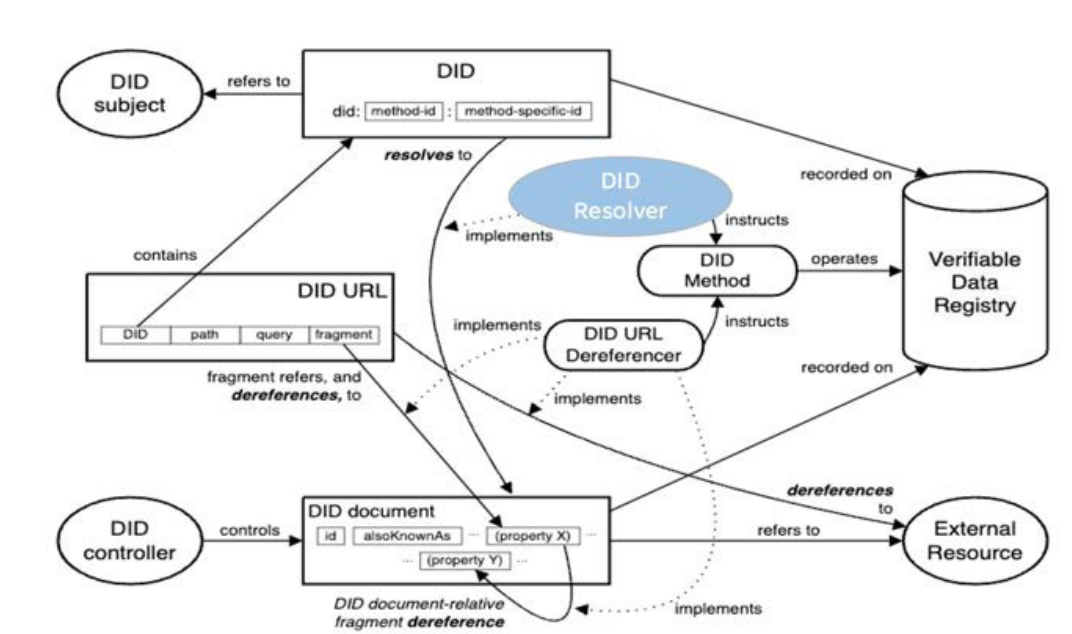 DID
subject
refers to
DID
did: method-id : method-specific-id
resolves to
recorded on
DID
Resolver
implements
instructs
contains
DID
Method
operates
Verifiable
Data
Registry
DID URL
DID path query fragment
implements
instructs
DID URL
Dereferencer
fragment refers, and
dereferences, to
implements
recorded on
dereferences
to
DID
controller
controls
DID document
id alsoKnownAs ... (property X) ...
... (property Y) ...
refers to
External
Resource
DID document-relative
fragment dereference
implements